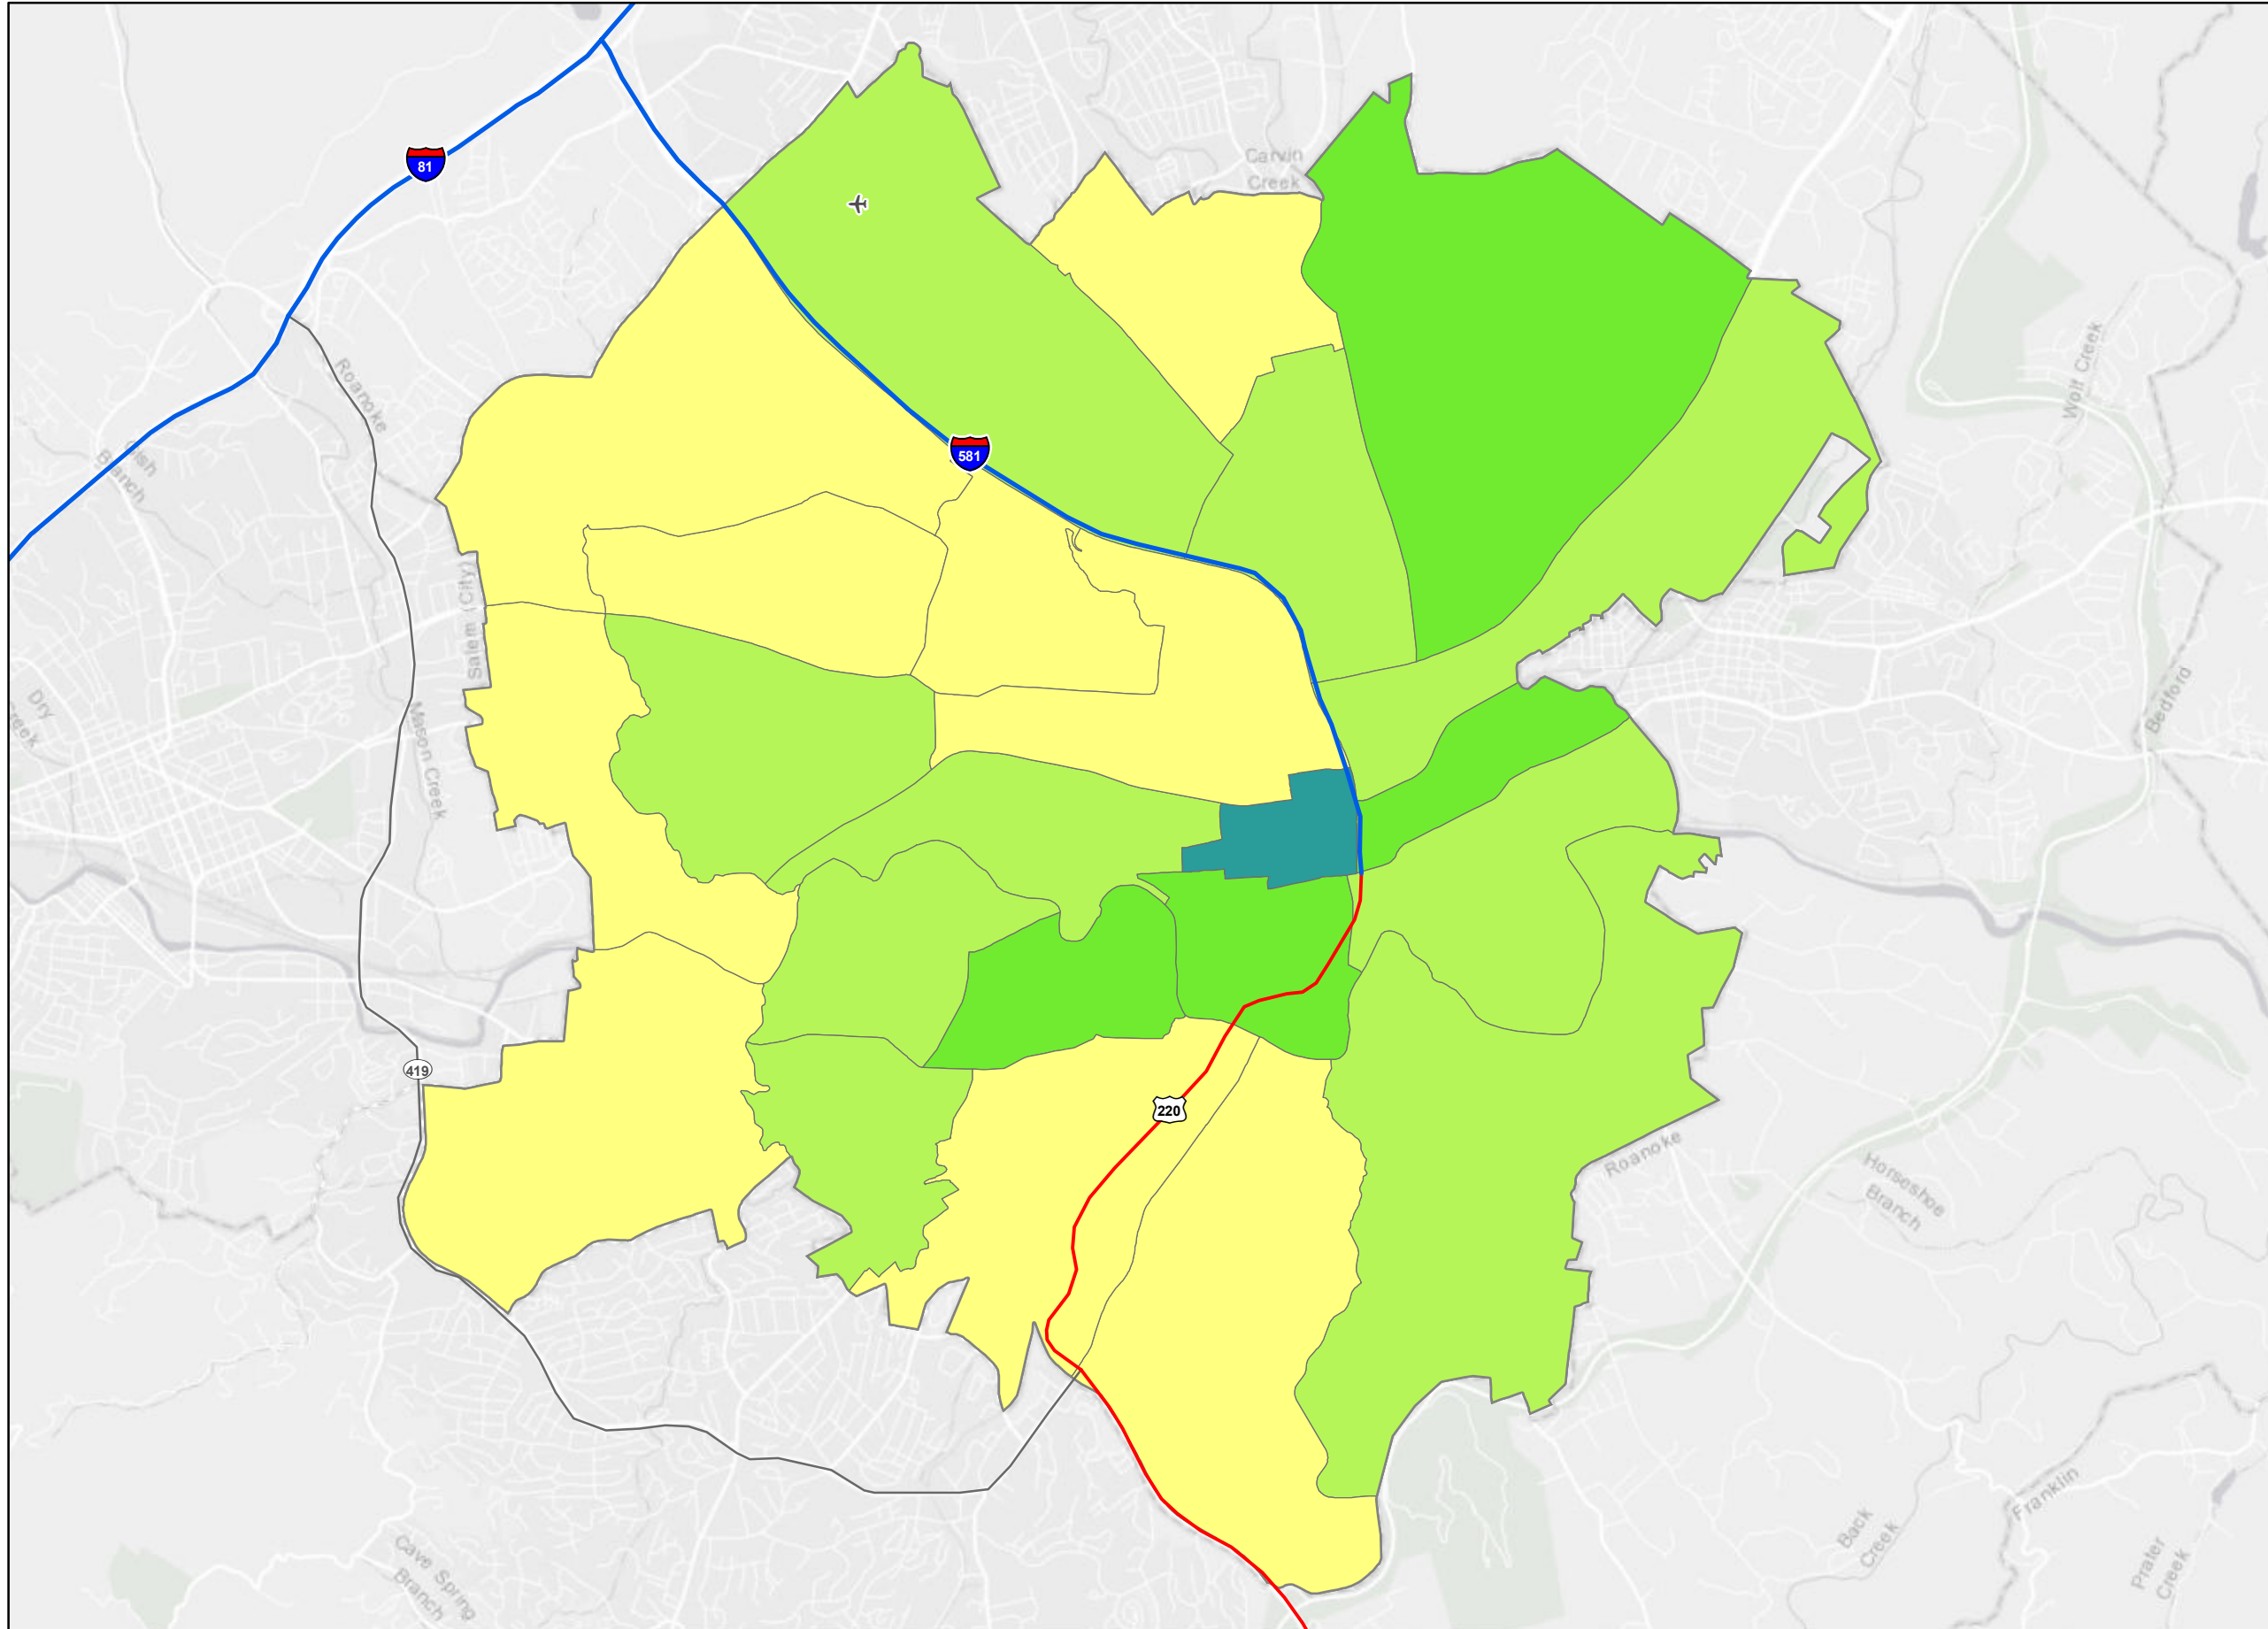 Carvin
Creek
81
Wolf Creek
Roanoke
581
Gish
Branch
Salem (City)
Dry
Creek
Mason Creek
Bedford
419
220
Roanoke
Horseshoe
Branch
Franklin
Back
Creek
Cave Spring
Branch
Prater
Creek